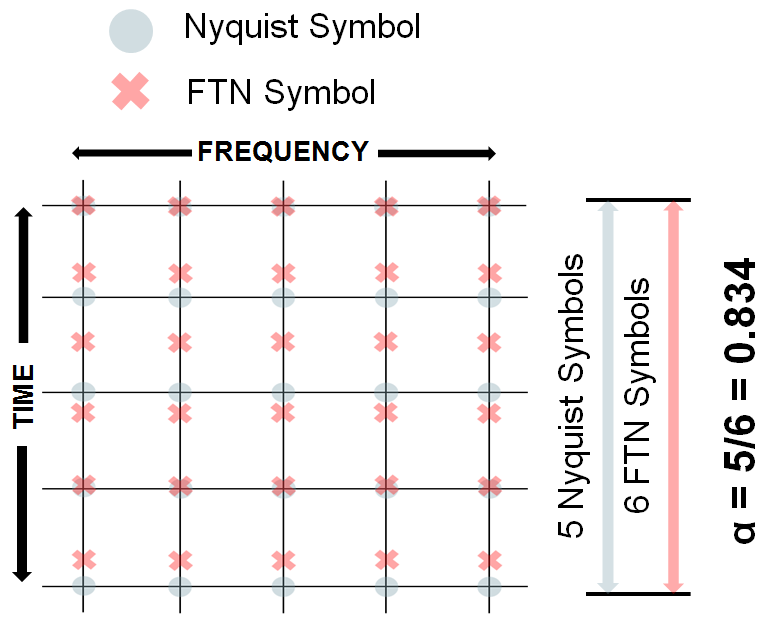 Nyquist Symbol
FTN Symbol
FREQUENCY
TIME
5 Nyquist Symbols
6 FTN Symbols
α = 5/6 = 0.834